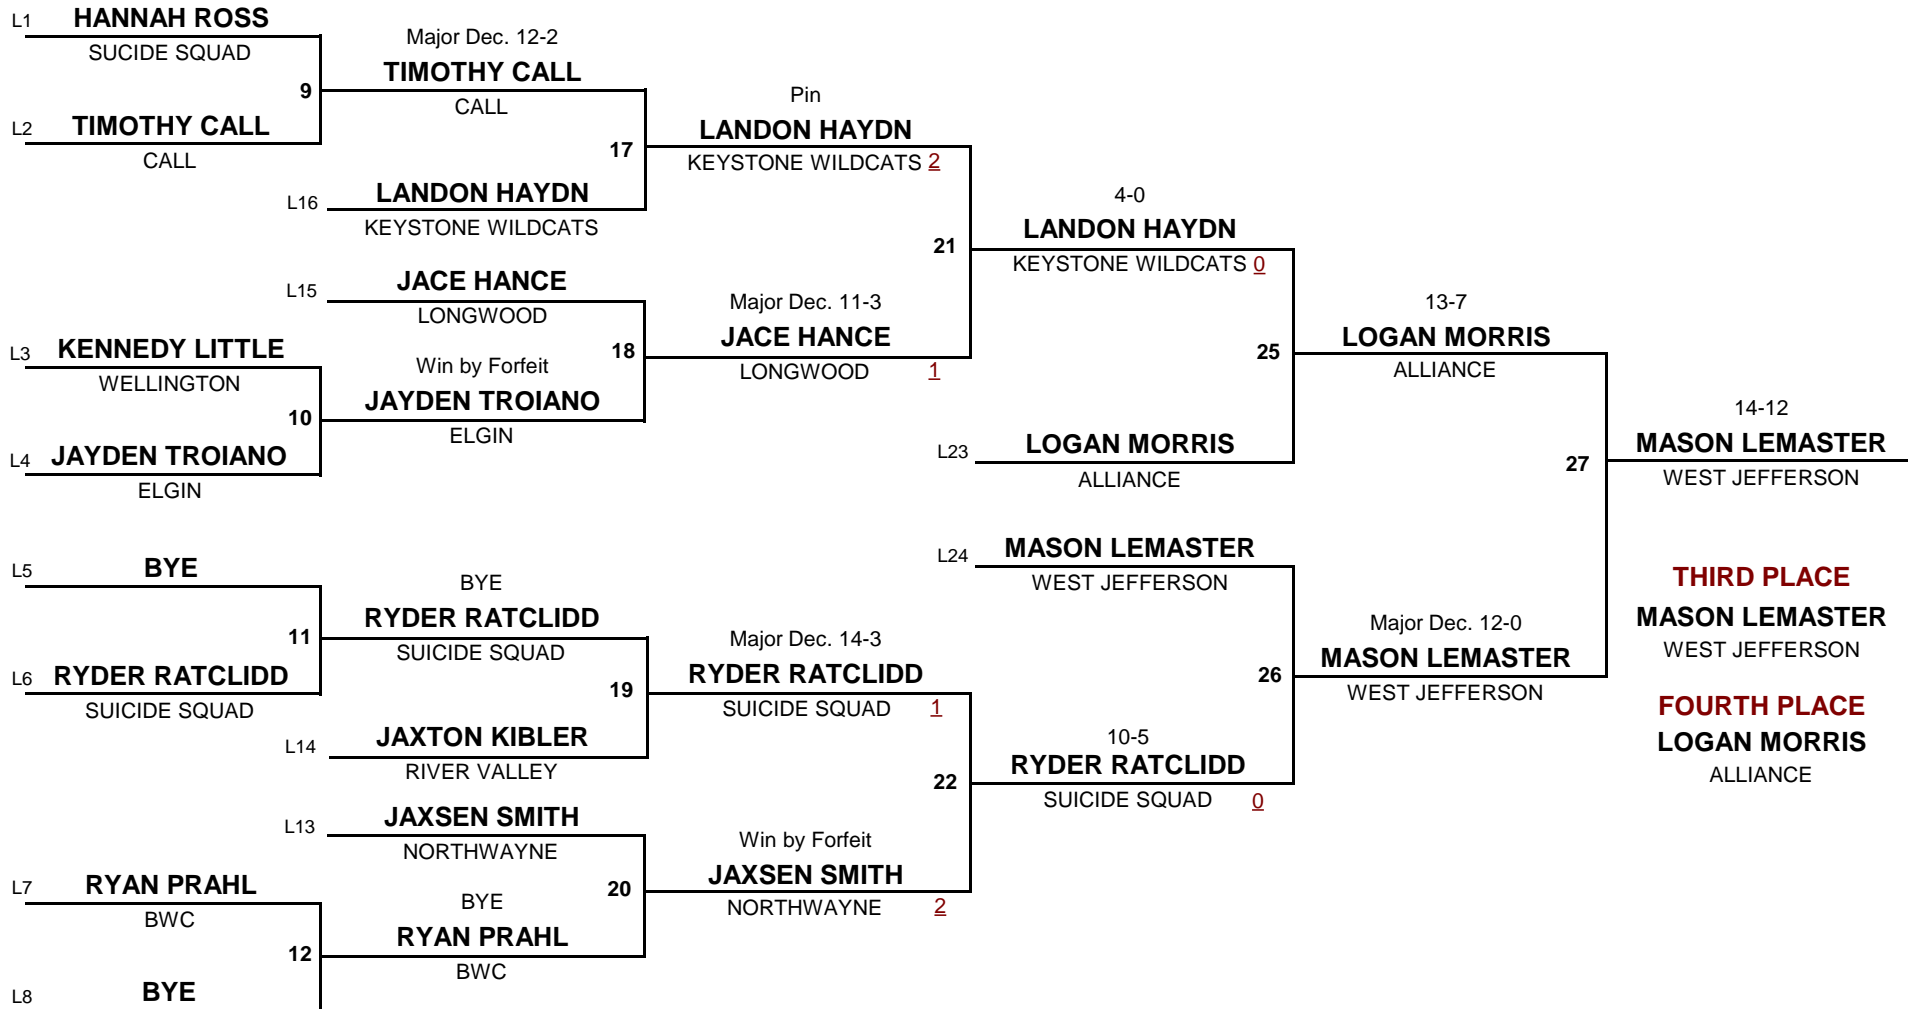 L1 HANNAH ROSS
SUCIDE SQUAD
9
L2 TIMOTHY CALL
CALL
Major Dec. 12-2
TIMOTHY CALL
CALL
17
L16 LANDON HAYDN
KEYSTONE WILDCATS
Pin
LANDON HAYDN
KEYSTONE WILDCATS 2
21
L15 JACE HANCE
LONGWOOD
18
L3 KENNEDY LITTLE
WELLINGTON
10
L4 JAYDEN TROIANO
ELGIN
Win by Forfeit
JAYDEN TROIANO
ELGIN
Major Dec. 11-3
JACE HANCE
LONGWOOD 1
4-0
LANDON HAYDN
KEYSTONE WILDCATS 0
25
L23 LOGAN MORRIS
ALLIANCE
13-7
LOGAN MORRIS
ALLIANCE
27
14-12
MASON LEMASTER
WEST JEFFERSON
L5 BYE
11
L6 RYDER RATCLIDD
SUICIDE SQUAD
BYE
RYDER RATCLIDD
SUICIDE SQUAD
19
L14 JAXTON KIBLER
RIVER VALLEY
Major Dec. 14-3
RYDER RATCLIDD
SUICIDE SQUAD 1
22
L13 JAXSEN SMITH
NORTHWAYNE
20
L7 RYAN PRAHL
BWC
12
L8 BYE
BYE
RYAN PRAHL
BWC
Win by Forfeit
JAXSEN SMITH
NORTHWAYNE 2
L24 MASON LEMASTER
WEST JEFFERSON
26
10-5
RYDER RATCLIDD
SUICIDE SQUAD 0
Major Dec. 12-0
MASON LEMASTER
WEST JEFFERSON
THIRD PLACE
MASON LEMASTER
WEST JEFFERSON
FOURTH PLACE
LOGAN MORRIS
ALLIANCE